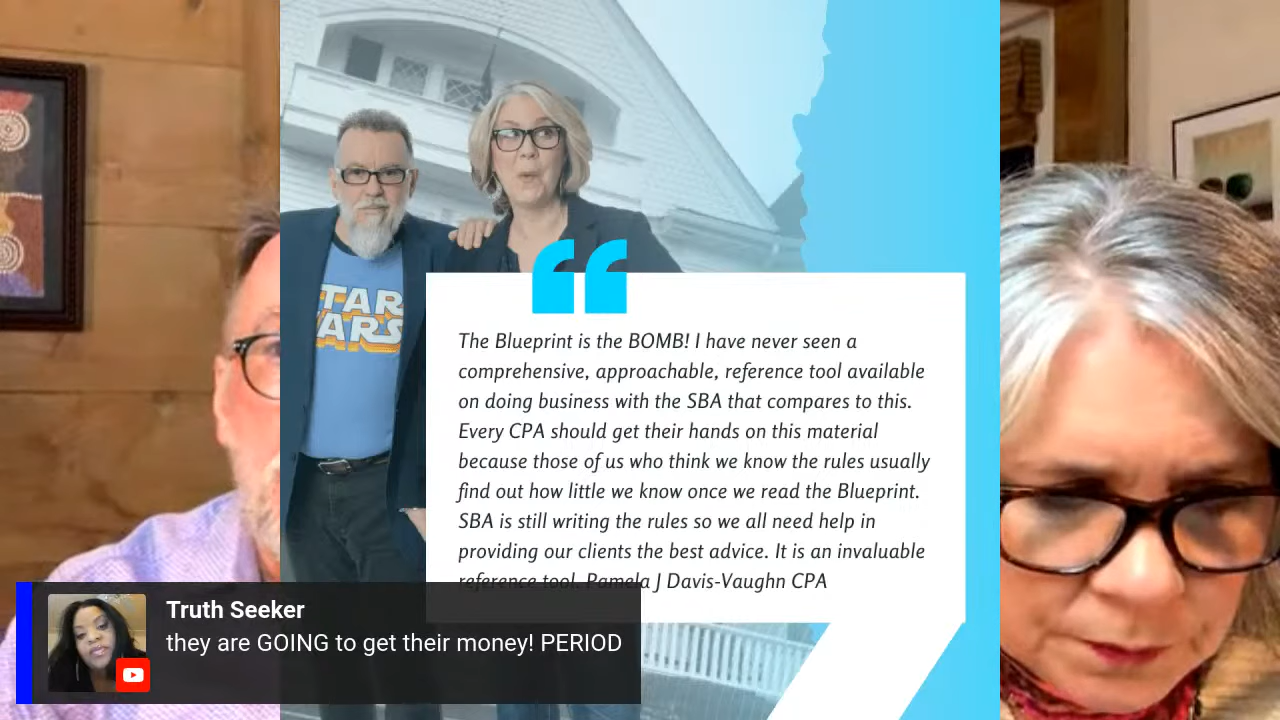 TAR
WARS
The Blueprint is the BOMB! I have never seen a
comprehensive, approachable, reference tool available
on doing business with the SBA that compares to this.
Every CPA should get their hands on this material
because those of us who think we know the rules usually
find out how little we know once we read the Blueprint.
SBA is still writing the rules so we all need help in
providing our clients the best advice. It is an invaluable
reference tool. Pamela J Davis-Vaughn CPA
Truth Seeker
they are GOING to get their money! PERIOD